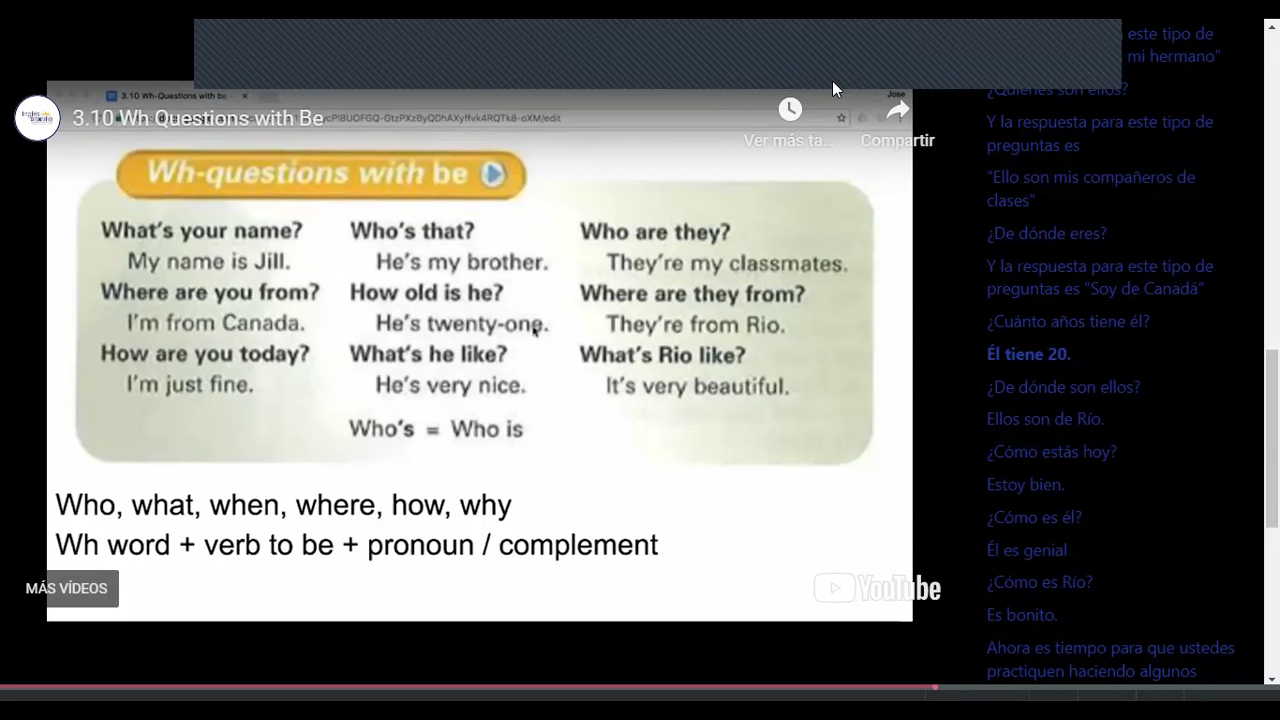 este tipo de
mi hermano"
¿Quiénes son ellos?
Y la respuesta para este tipo de
preguntas es
"Ello son mis compañeros de
clases"
¿De dónde eres?
Y la respuesta para este tipo de
preguntas es "Soy de Canadá"
¿Cuánto años tiene él?
Él tiene 20.
¿De dónde son ellos?
Ellos son de Río.
¿Cómo estás hoy?
Estoy bien.
¿Cómo es él?
Él es genial
¿Cómo es Río?
Es bonito.
Ahora es tiempo para que ustedes
practiquen haciendo algunos
3.10 Wh-Questions with be
Jose
3.10 Wh Questions with Be
Ver más ta...
Compartir
Wh-questions with be
What's your name?
My name is Jill.
Where are you from?
I'm from Canada.
How are you today?
I'm just fine.
Who's that?
He's my brother.
How old is he?
He's twenty-one.
What's he like?
He's very nice.
Who's = Who is
Who are they?
They're my classmates.
Where are they from?
They're from Rio.
What's Rio like?
It's very beautiful.
Who, what, when, where, how, why
Wh word + verb to be + pronoun / complement
MÁS VÍDEOS
YouTube